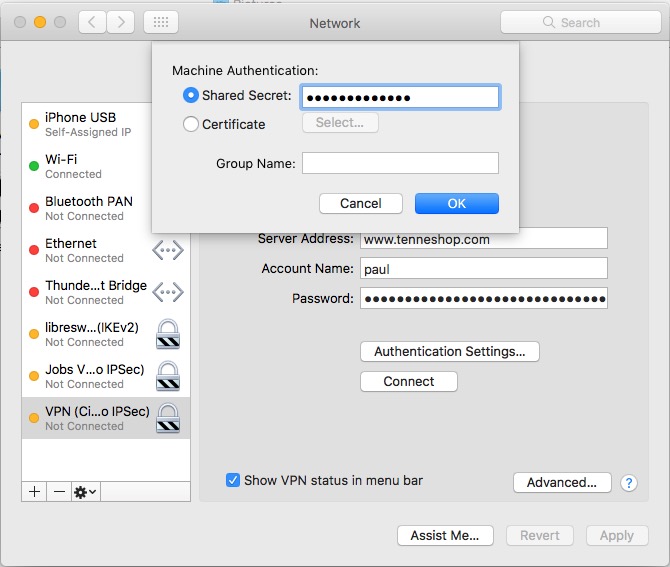 Pictures
Network
Search
Machine Authentication:
Shared Secret: •••••••••••••
Certificate
Select...
Group Name:
Cancel
OK
iPhone USB
Self-Assigned IP
Wi-Fi
Connected
Bluetooth PAN
Not Connected
Ethernet
Not Connected
Thunde...t Bridge
Not Connected
libresw...(IKEv2)
Not Connected
Jobs V...o IPSec)
Not Connected
VPN (Ci...o IPSec)
Not Connected
Server Address: www.tenneshop.com
Account Name: paul
Password: ••••••••••••••••••••••••••••••
Authentication Settings...
Connect
Show VPN status in menu bar
Advanced...
?
Assist Me...
Revert
Apply